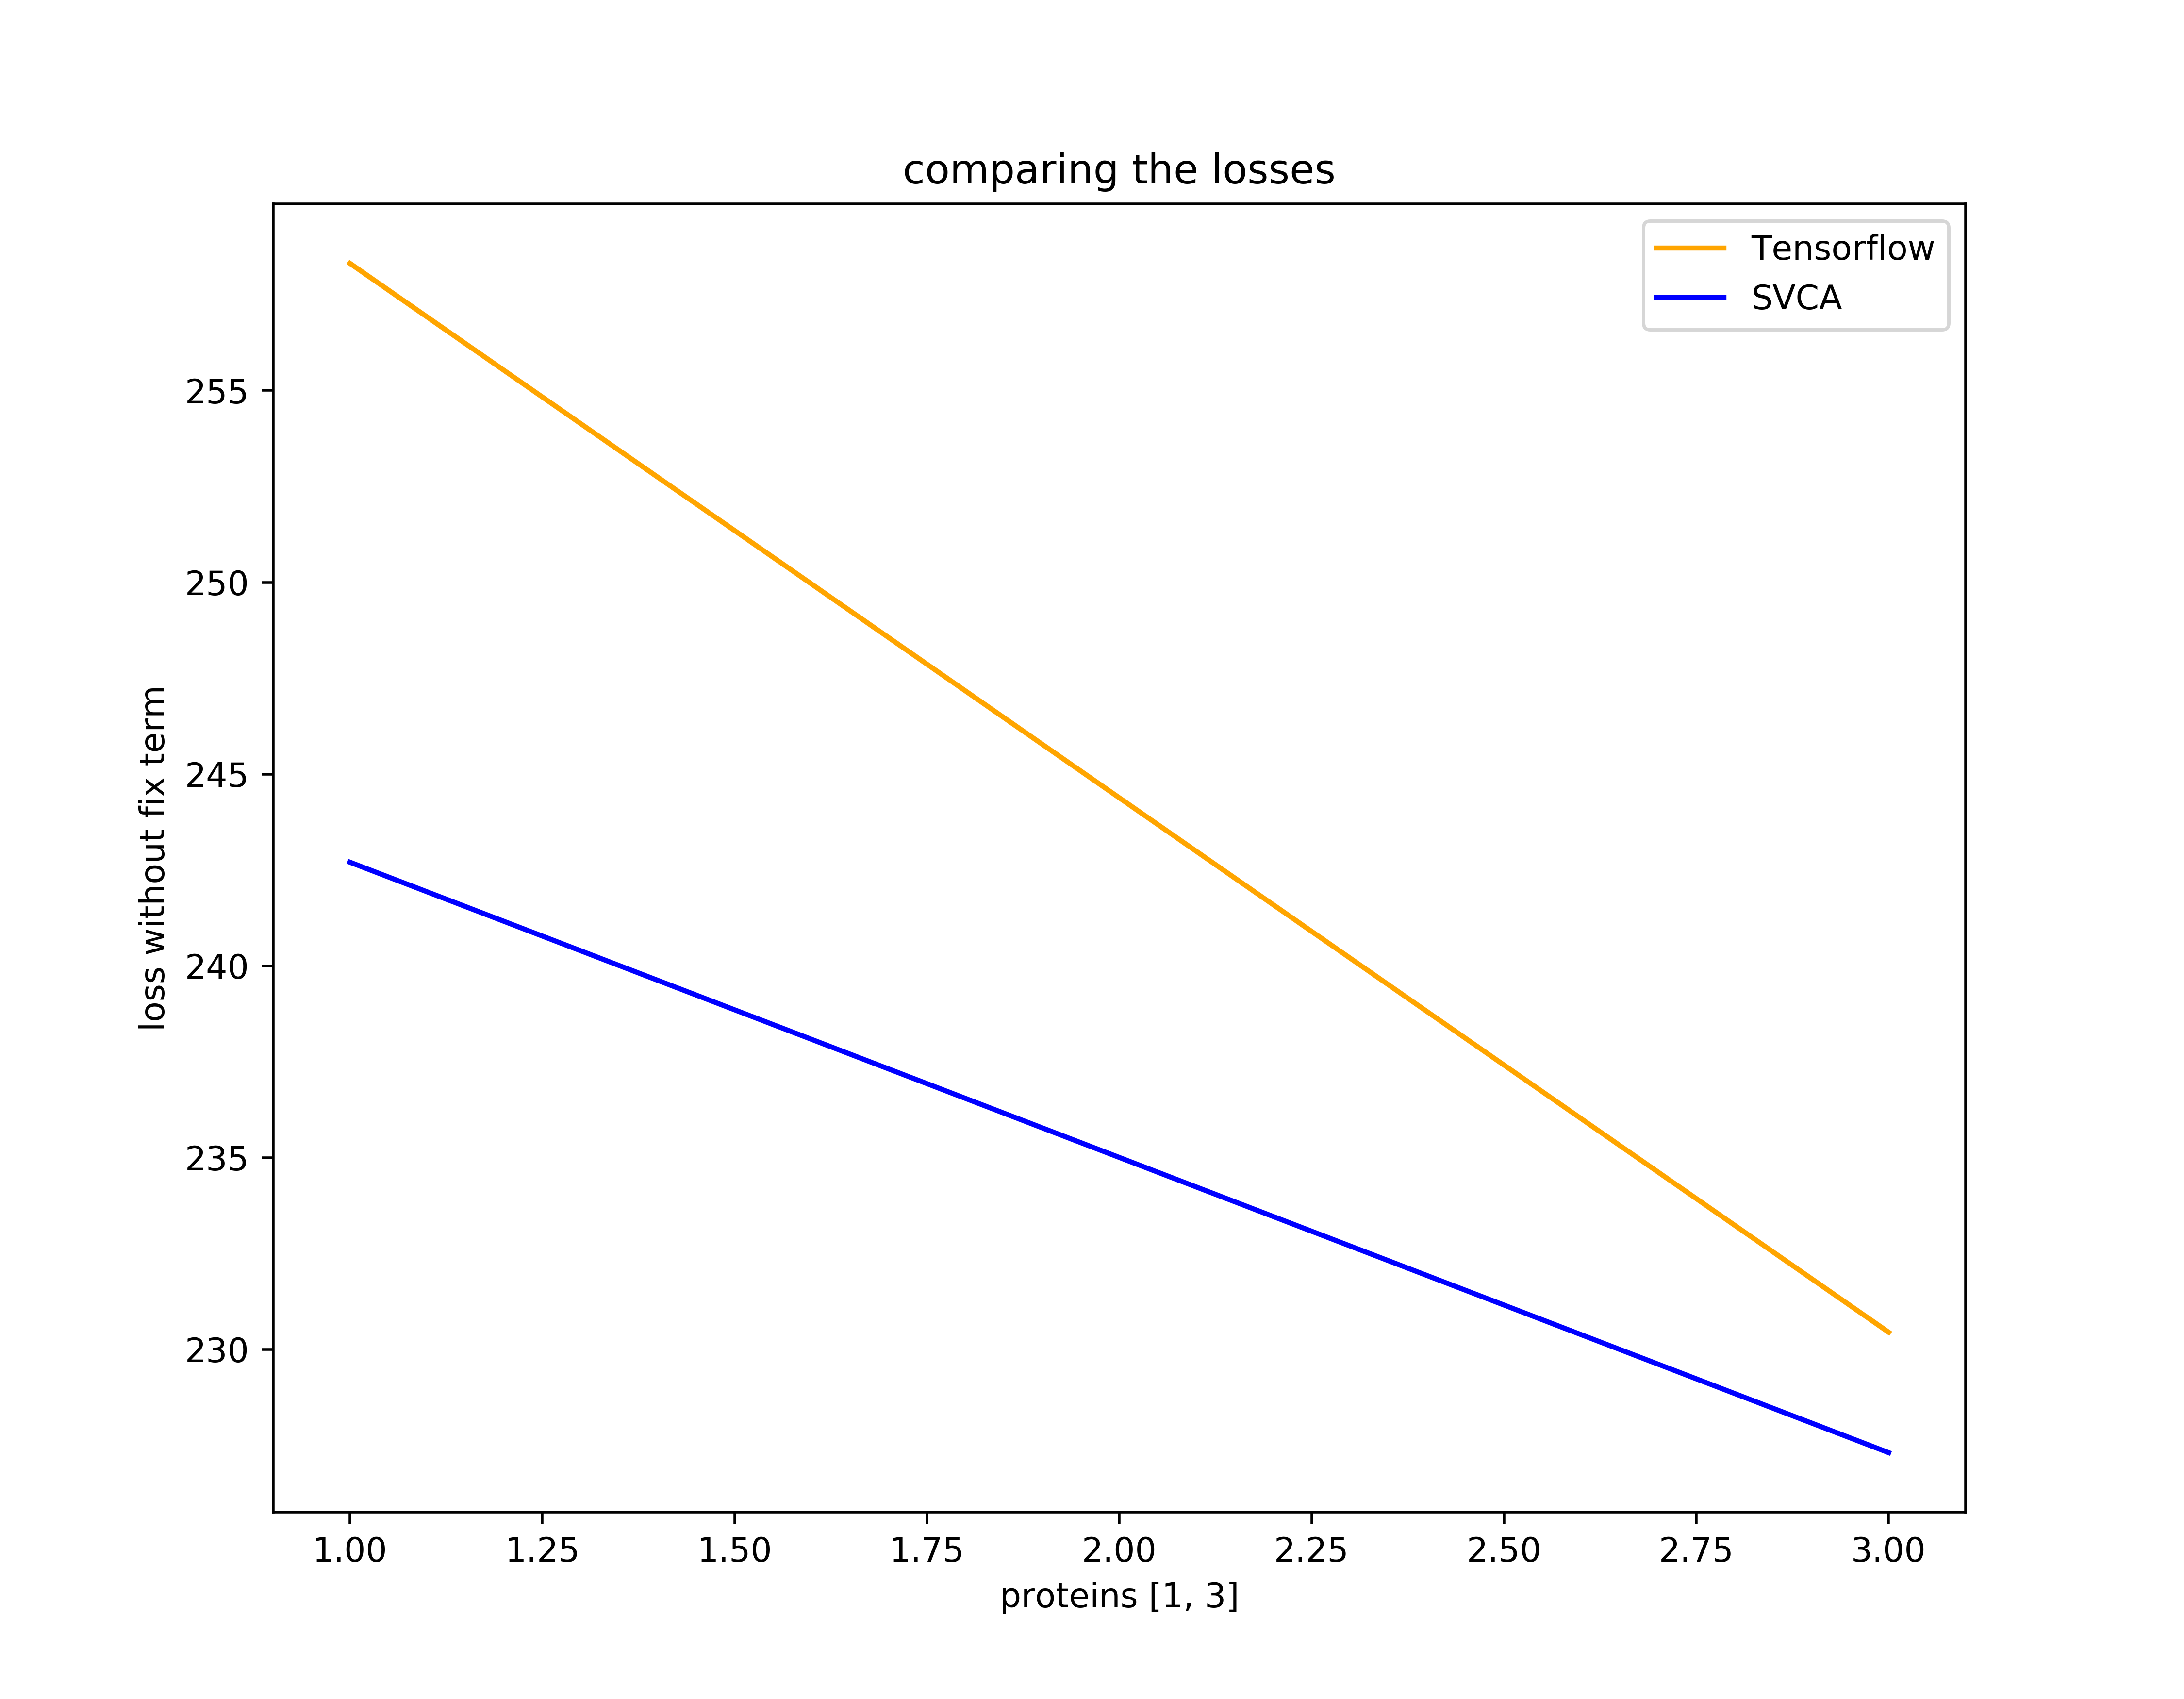 comparing the losses
Tensorflow
SVCA
loss without fix term
255
250
245
240
235
230
1.00 1.25 1.50 1.75 2.00 2.25 2.50 2.75 3.00
proteins [1, 3]